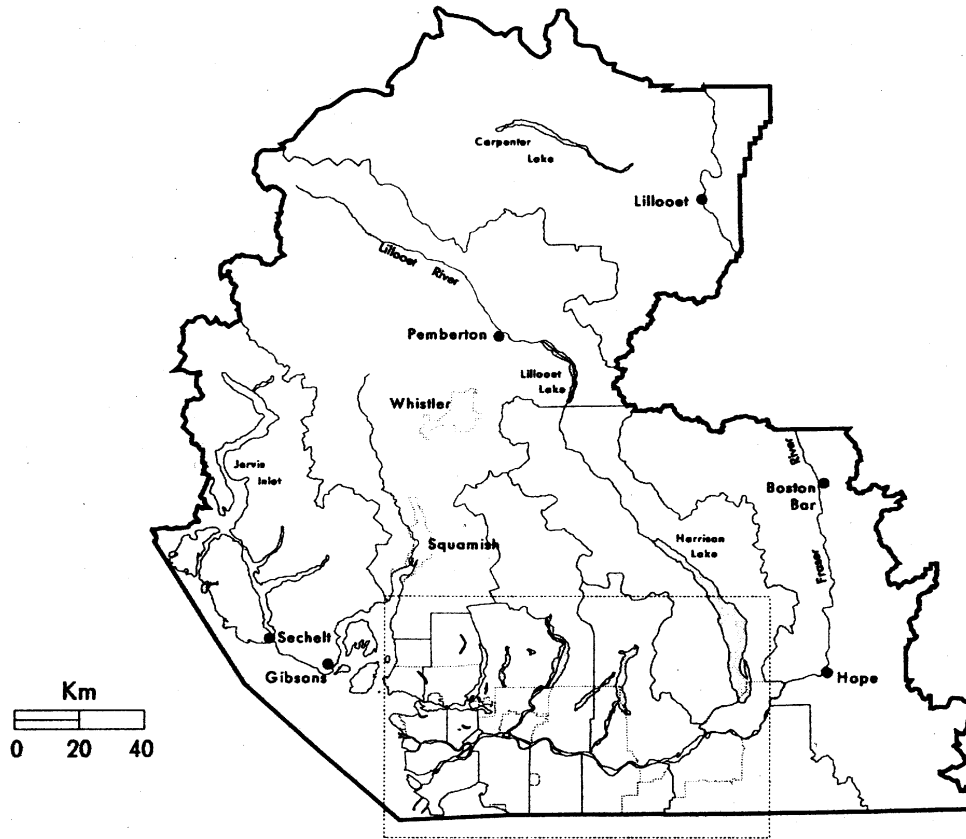 Carpenter
Lake
Lillooet
Lillooet River
Pemberton
Lillooet
Lake
Whistler
Jervis
Inlet
River
Boston
Bar
Harrison
Lake
Squamish
Fraser
Sechelt
Gibsons
Hope
Km
0 20 40